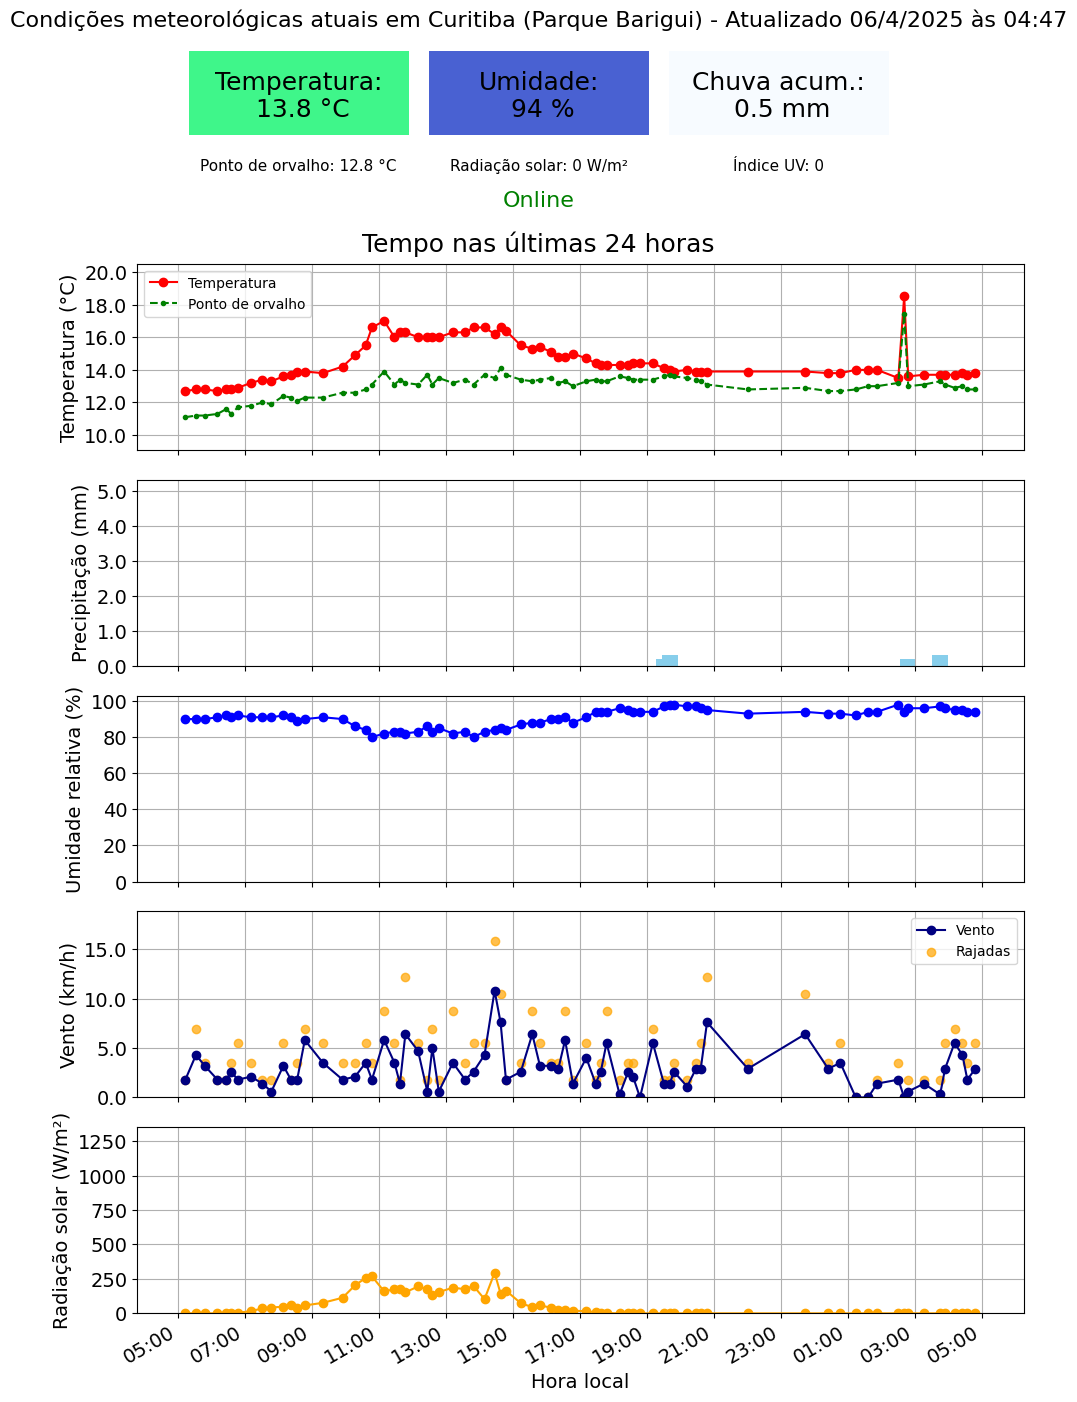 Condições meteorológicas atuais em Curitiba (Parque Barigui) - Atualizado 06/4/2025 às 04:47
Temperatura:
13.8 °C
Umidade:
94 %
Chuva acum.:
0.5 mm
Ponto de orvalho: 12.8 °C
Radiação solar: 0 W/m²
Índice UV: 0
Online
Tempo nas últimas 24 horas
Temperatura (°C)
20.0
18.0
16.0
14.0
12.0
10.0
Temperatura
Ponto de orvalho
Precipitação (mm)
5.0
4.0
3.0
2.0
1.0
0.0
Umidade relativa (%)
100
80
60
40
20
0
Vento (km/h)
15.0
10.0
5.0
0.0
Vento
Rajadas
Radiação solar (W/m²)
1250
1000
750
500
250
0
05:00
07:00
09:00
11:00
13:00
15:00
17:00
19:00
21:00
23:00
01:00
03:00
05:00
Hora local